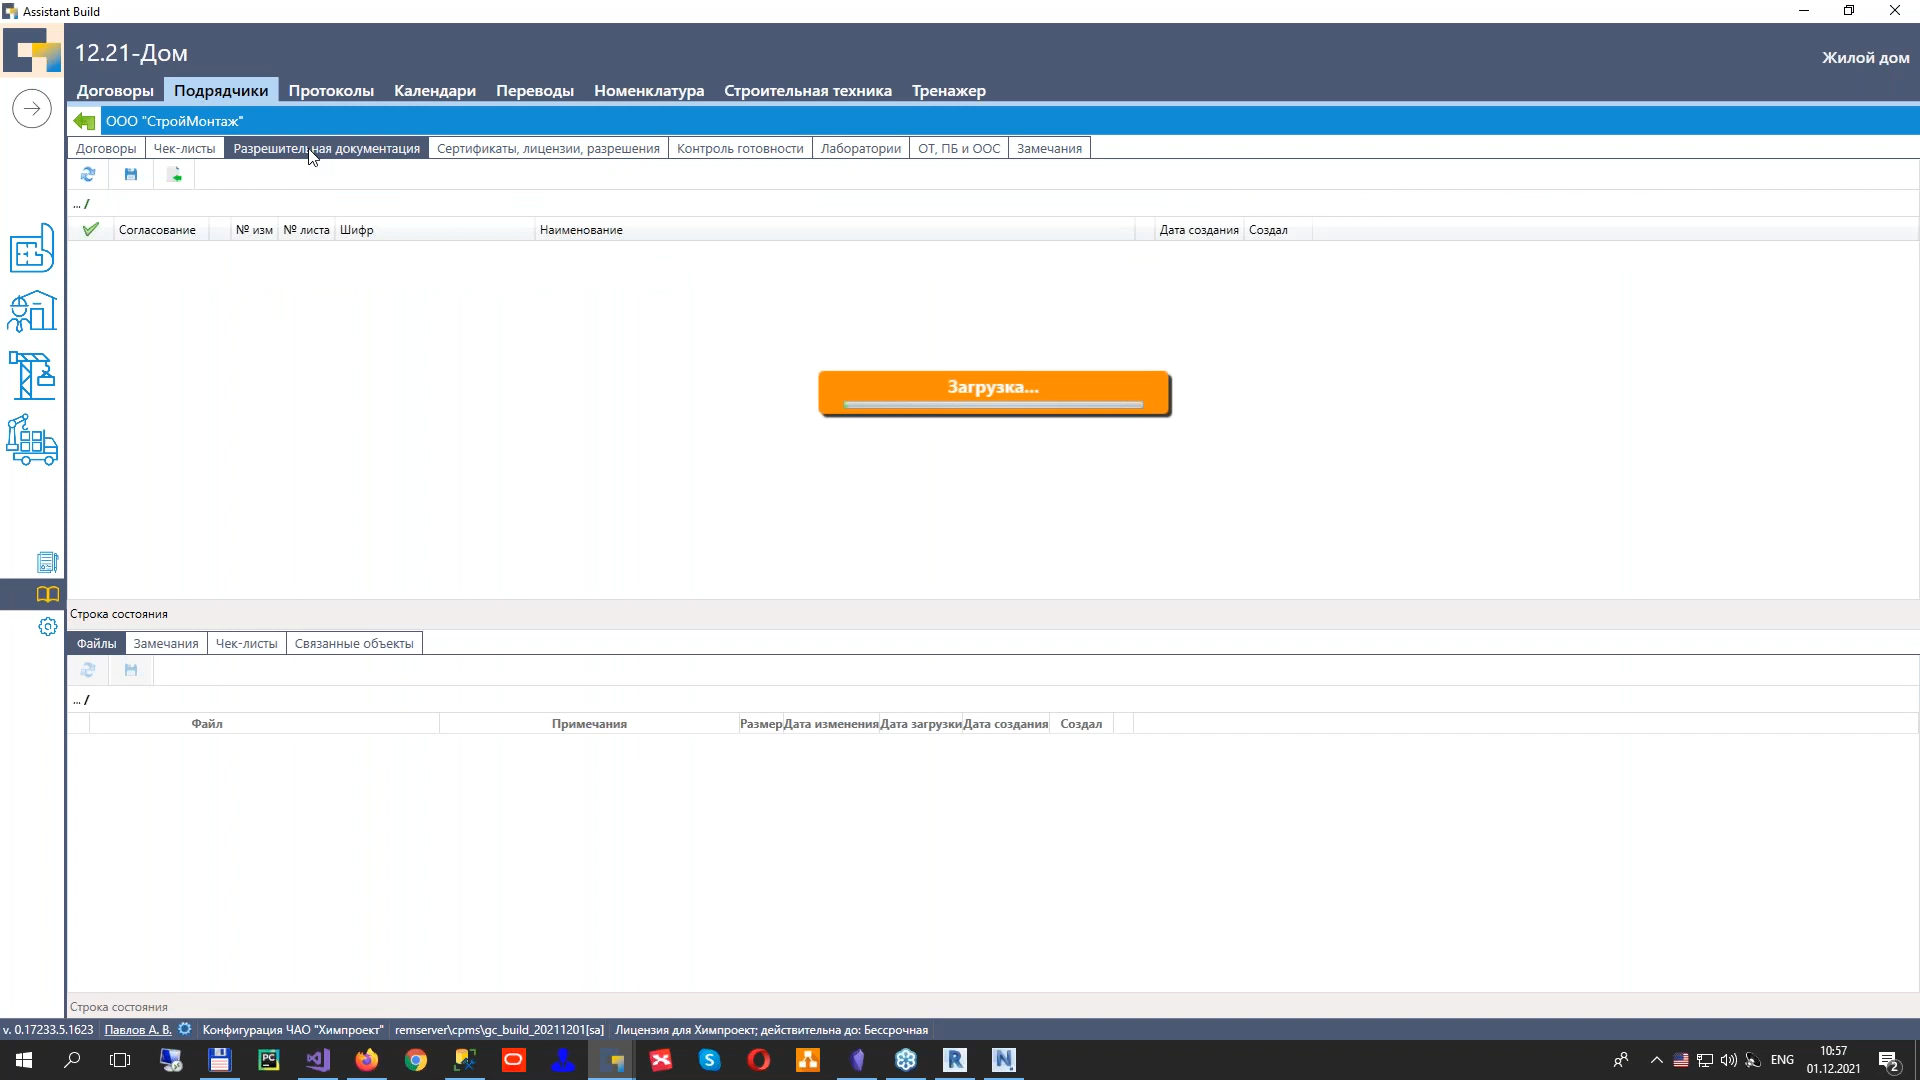 Assistant Build
12.21-Дом
Жилой дом
Договоры Подрядчики Протоколы Календари Переводы Номенклатура Строительная техника Тренажер
ООО "СтройМонтаж"
Договоры Чек-листы Разрешительная документация Сертификаты, лицензии, разрешения Контроль готовности Лаборатории ОТ, ПБ и ООС Замечания
... /
Согласование № изм № листа Шифр Наименование Дата создания Создал
Загрузка...
Строка состояния
Файлы Замечания Чек-листы Связанные объекты
... /
Файл Примечания Размер Дата изменения Дата загрузки Дата создания Создал
Строка состояния
v. 0.17233.5.1623 Павлов А. В. Конфигурация ЧАО "Химпроект" remserver\cpms\gc_build_20211201[sa] Лицензия для Химпроект; действительна до: Бессрочная
ENG
10:57
01.12.2021
2